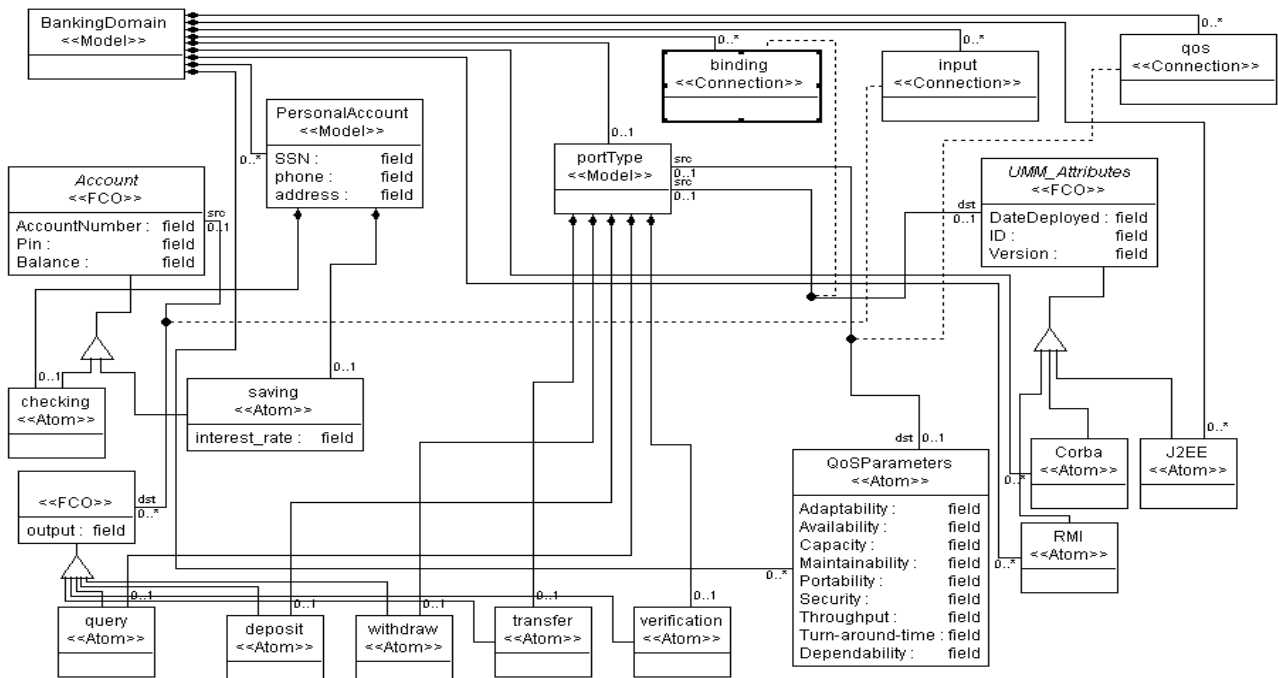 BankingDomain
<<Model>>
0..*
binding
<<Connection>>
0..*
input
<<Connection>>
0..*
qos
<<Connection>>
PersonalAccount
<<Model>>
SSN : field
phone : field
address : field
0..*
0..1
portType
<<Model>>
src
0..1
src
0..1
Account
<<FCO>>
AccountNumber : field
Pin : field
Balance : field
src
0..1
UMM_Attributes
<<FCO>>
DateDeployed : field
ID : field
Version : field
dst
0..1
0..1
checking
<<Atom>>
0..1
saving
<<Atom>>
interest_rate : field
<<FCO>>
output : field
dst
0..*
dst 0..1
QoSParameters
<<Atom>>
Adaptability : field
Availability : field
Capacity : field
Maintainability : field
Portability : field
Security : field
Throughput : field
Turn-around-time : field
Dependability : field
0..*
Corba
<<Atom>>
0..*
0..*
J2EE
<<Atom>>
RMI
<<Atom>>
0..*
0..1
query
<<Atom>>
0..1
deposit
<<Atom>>
0..1
withdraw
<<Atom>>
0..1
transfer
<<Atom>>
0..1
verification
<<Atom>>